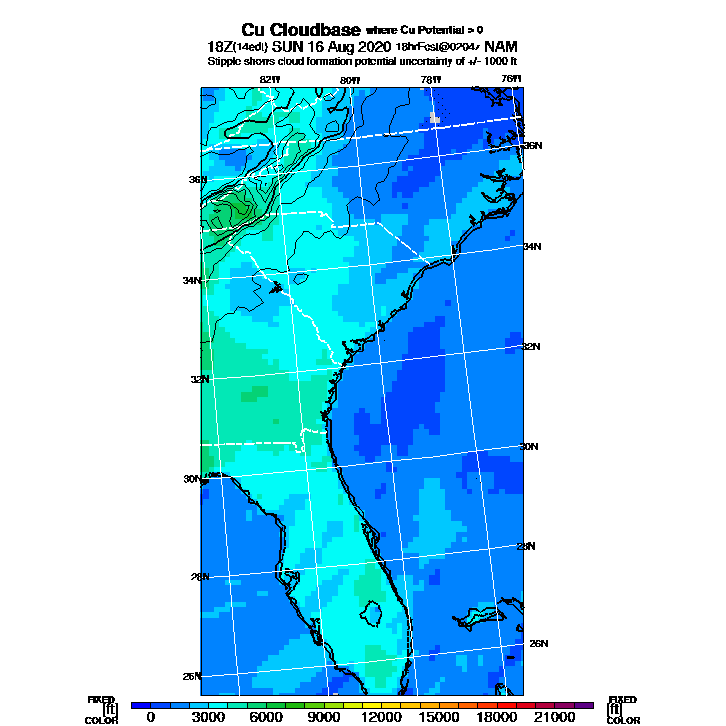 Cu Cloudbase where Cu Potential > 0
18Z(14edt) SUN 16 Aug 2020 18hrFcst@0204z NAM
Stipple shows cloud formation potential uncertainty of +/- 1000 ft
82W 80W 78W 76W
36N
36N
34N
34N
32N
32N
30N
30N
28N
28N
26N
26N
FIXED FIXED
[ft] [ft]
COLOR COLOR
0 3000 6000 9000 12000 15000 18000 21000